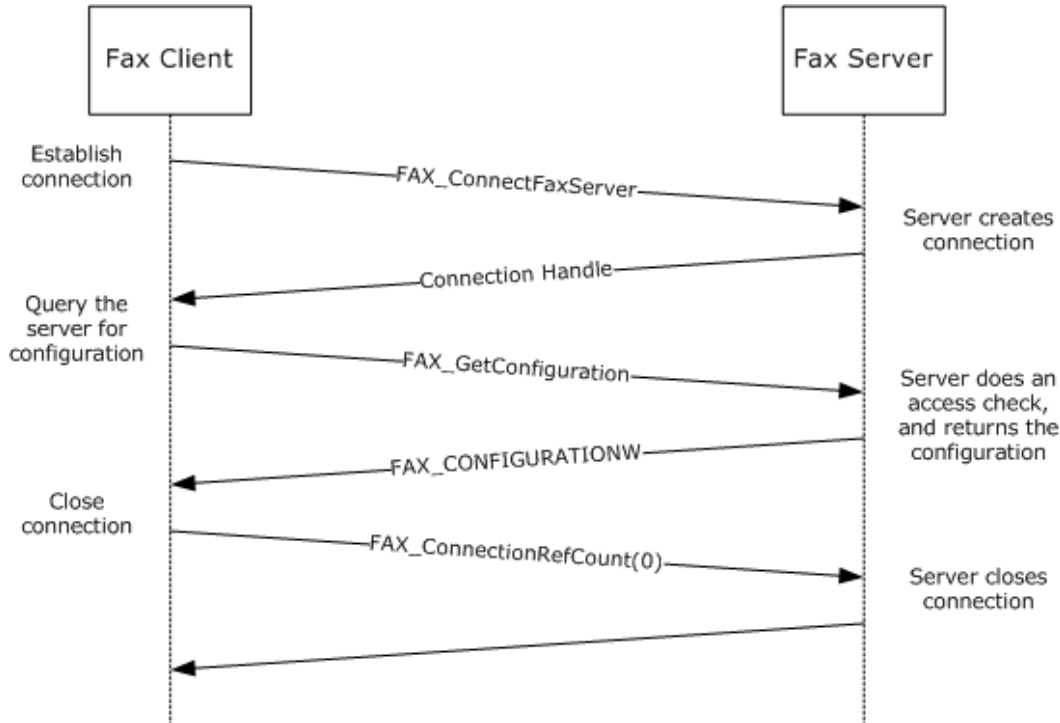 Fax Client
Fax Server
Establish
connection
FAX_ConnectFaxServer
Server creates
connection
Connection Handle
Query the
server for
configuration
FAX_GetConfiguration
Server does an
access check,
and returns the
configuration
FAX_CONFIGURATIONW
Close
connection
FAX_ConnectionRefCount(0)
Server closes
connection